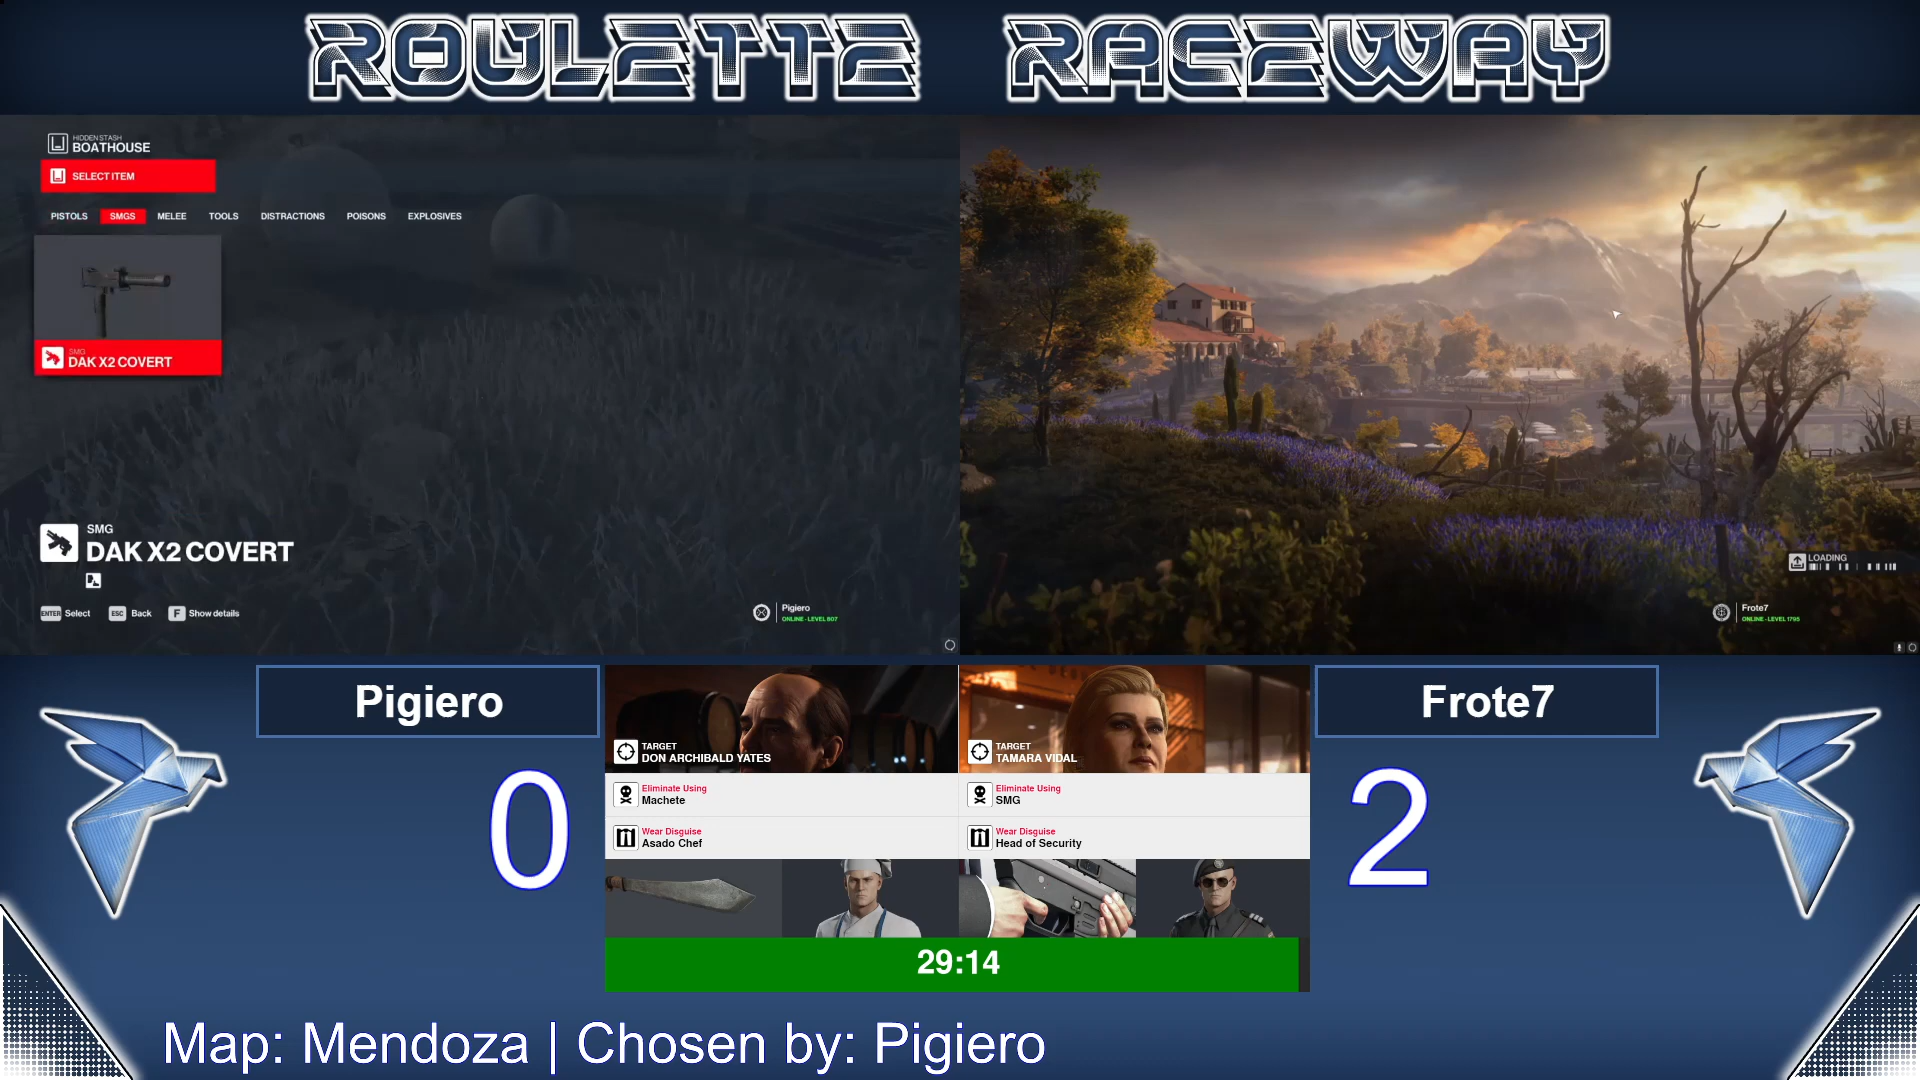 ROULETTE RACEWAY
HIDDEN STASH
BOATHOUSE
SELECT ITEM
PISTOLS SMGS MELEE TOOLS DISTRACTIONS POISONS EXPLOSIVES
SMG
DAK X2 COVERT
SMG
DAK X2 COVERT
ENTER Select ESC Back F Show details
Pigiero
ONLINE - LEVEL 807
LOADING
Frote7
ONLINE - LEVEL 1795
Pigiero
0
TARGET
DON ARCHIBALD YATES
Eliminate Using
Machete
Wear Disguise
Asado Chef
TARGET
TAMARA VIDAL
Eliminate Using
SMG
Wear Disguise
Head of Security
29:14
Frote7
2
Map: Mendoza | Chosen by: Pigiero